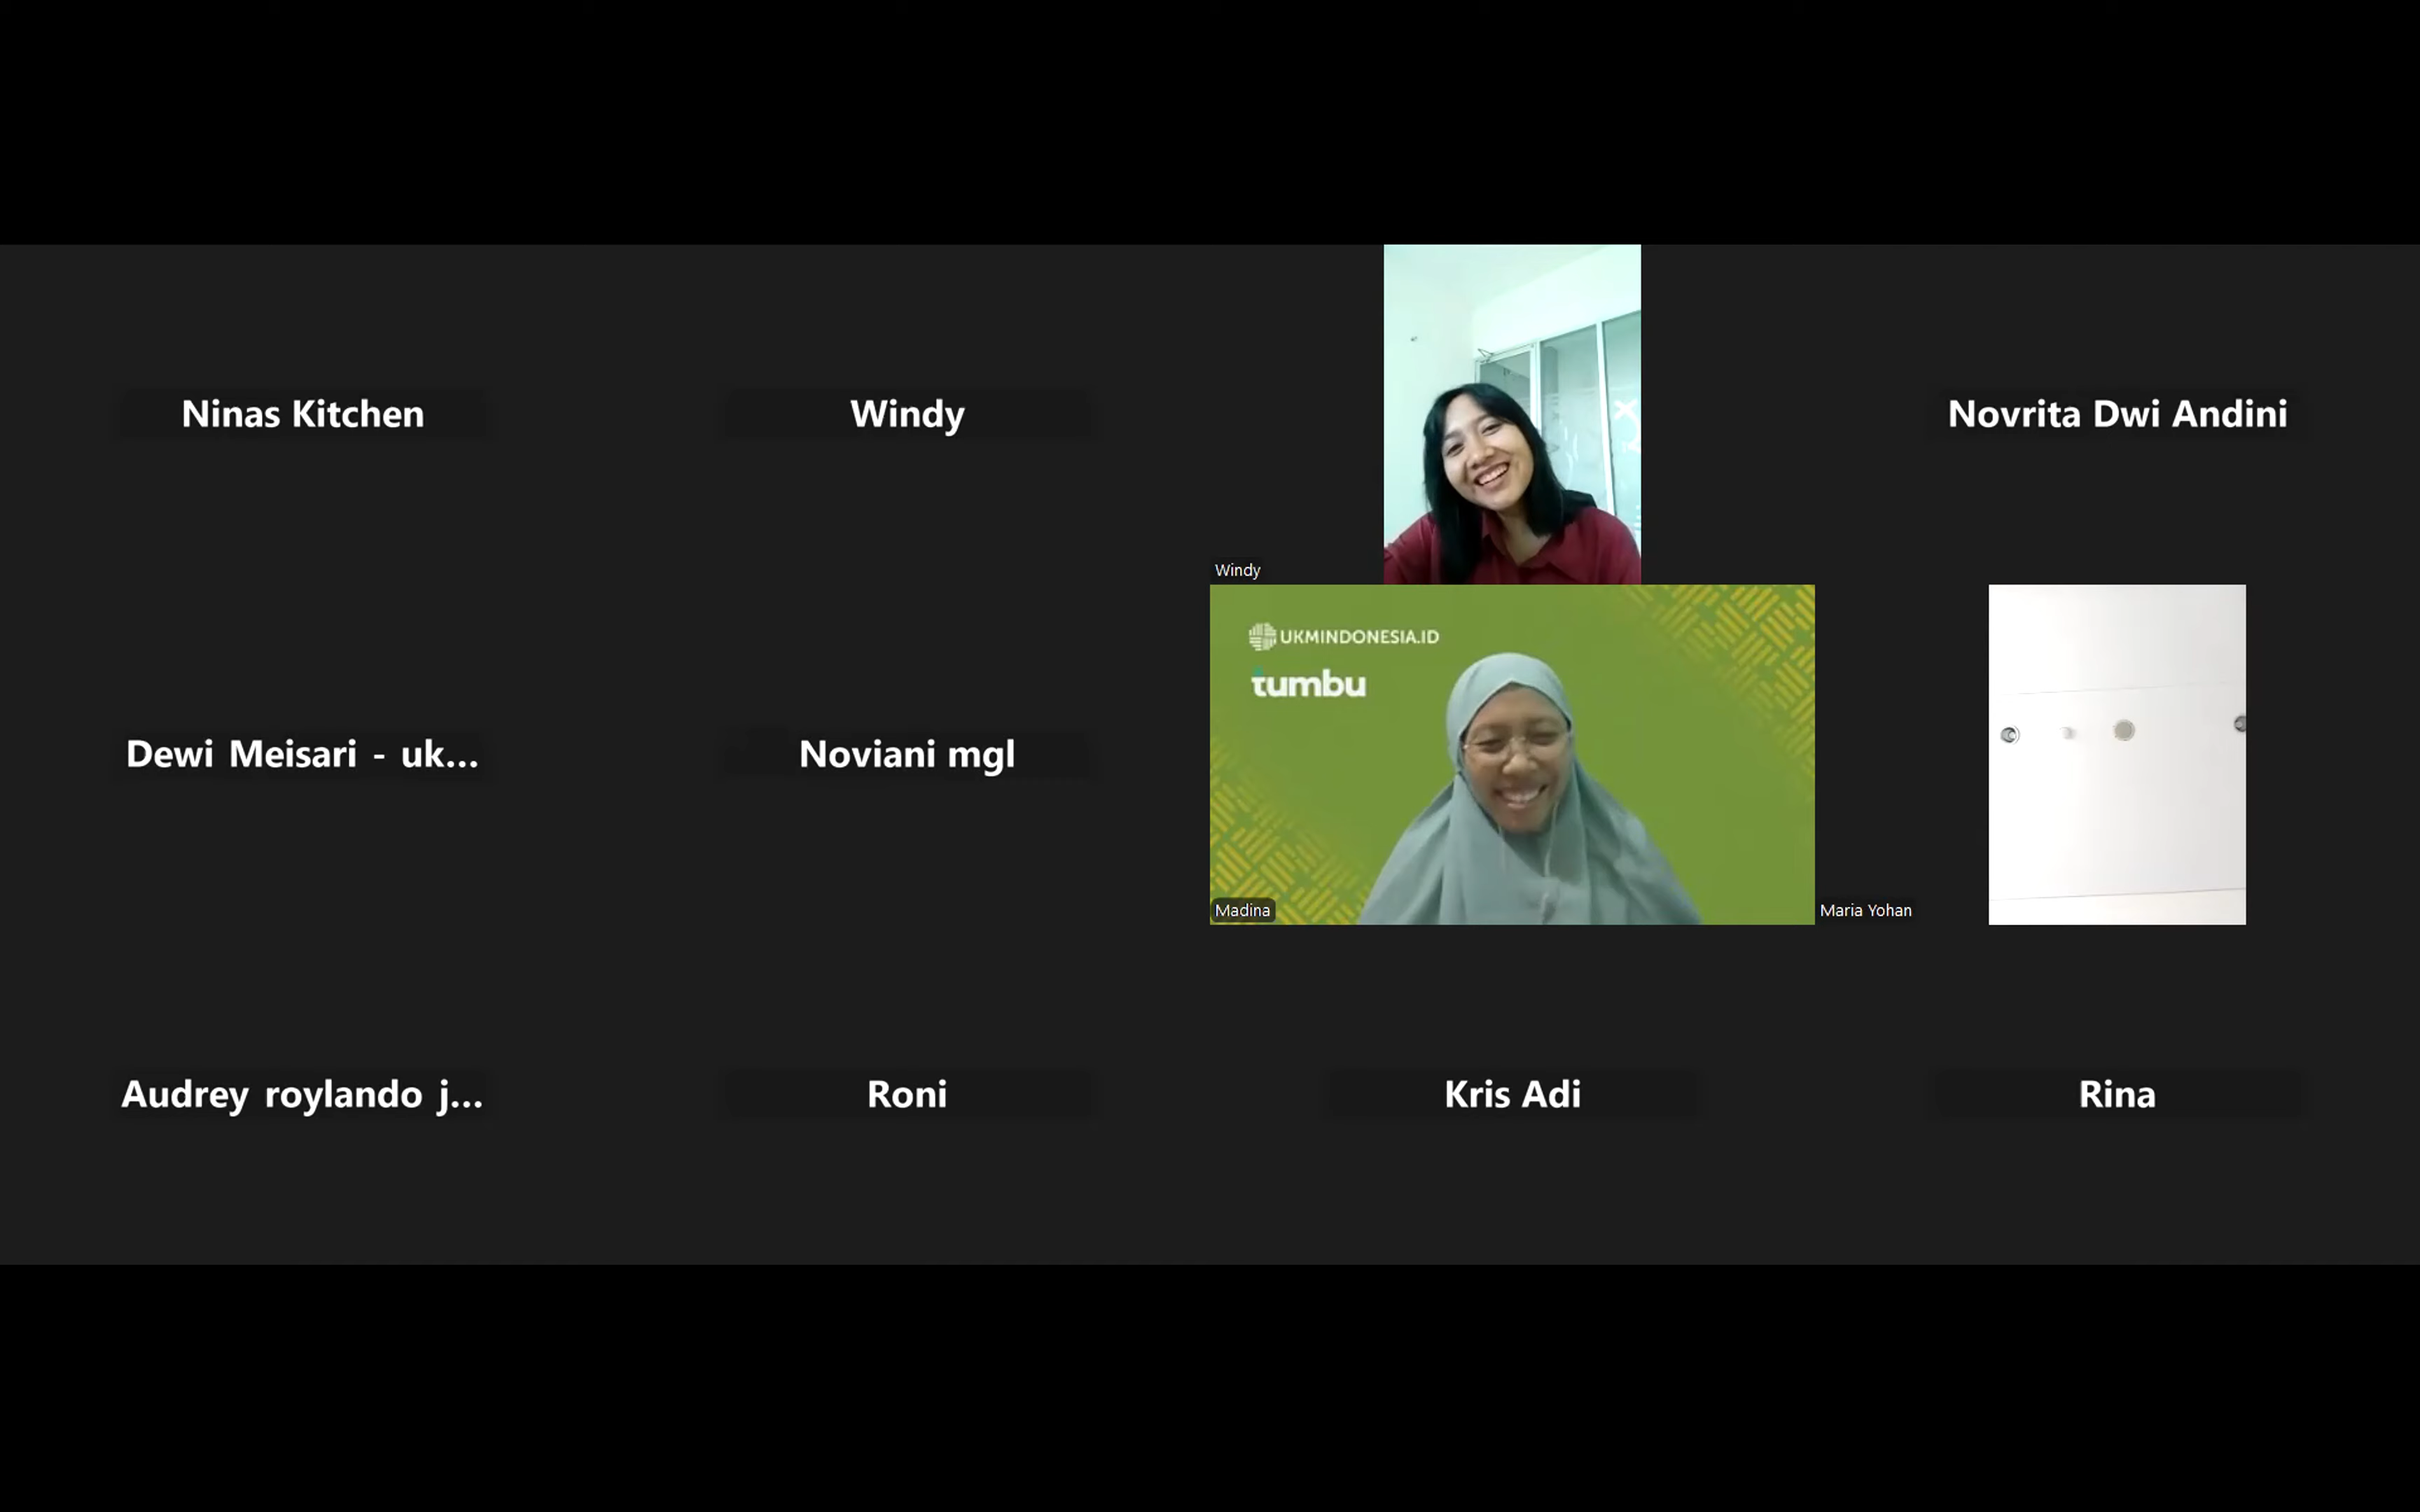 Ninas Kitchen
Windy
Windy
Novrita Dwi Andini
Dewi Meisari - uk...
Noviani mgl
UKMINDONESIA.ID
tumbu
Madina
Maria Yohan
Audrey roylando j...
Roni
Kris Adi
Rina